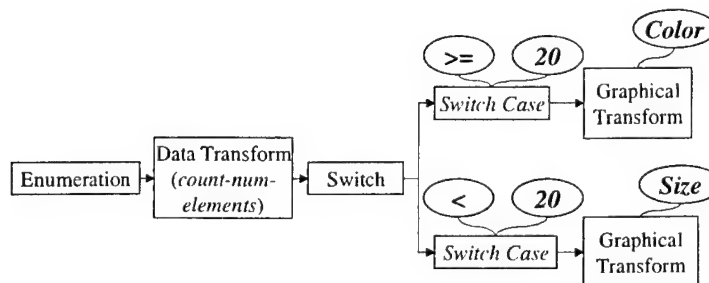 Color
>=
20
Switch Case
Graphical
Transform
Enumeration
Data Transform
(count-num-
elements)
Switch
<
20
Size
Switch Case
Graphical
Transform